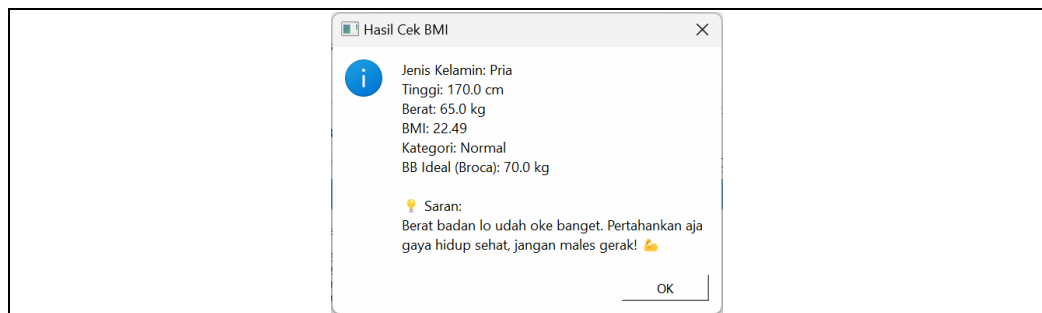 Hasil Cek BMI
Jenis Kelamin: Pria
Tinggi: 170.0 cm
Berat: 65.0 kg
BMI: 22.49
Kategori: Normal
BB Ideal (Broca): 70.0 kg
💡 Saran:
Berat badan lo udah oke banget. Pertahankan aja
gaya hidup sehat, jangan males gerak! 💪
OK